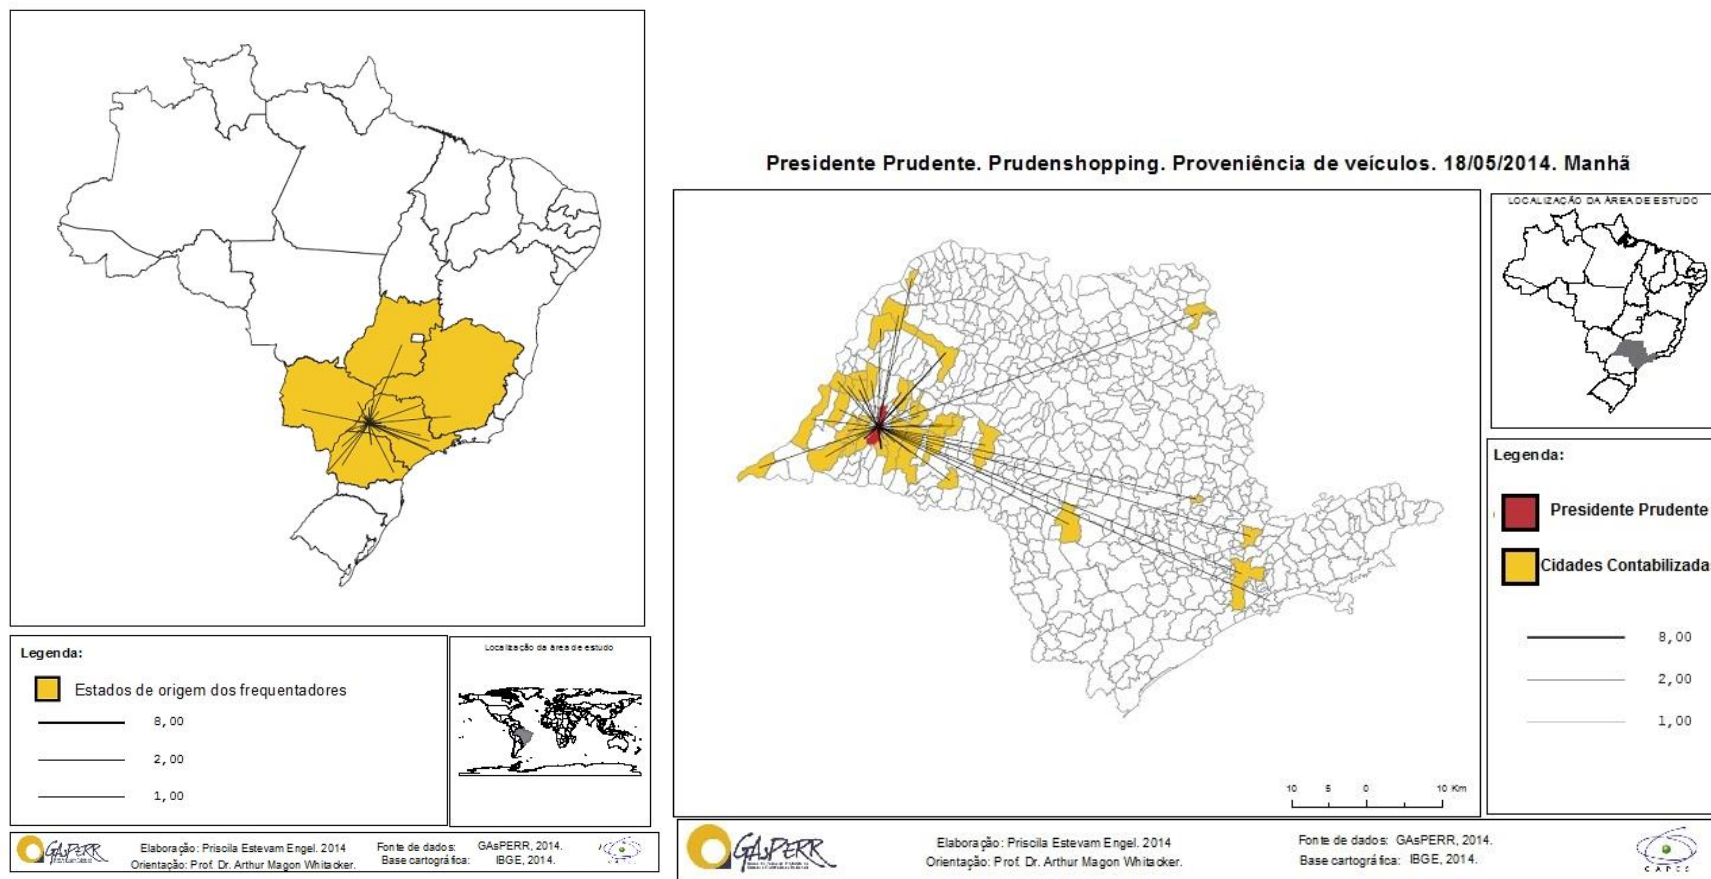 Presidente Prudente. Prudenshopping. Proveniência de veículos. 18/05/2014. Manhã
LOCALIZAÇÃO DA ÁREA DE ESTUDO
Legenda:
Presidente Prudente
Cidades Contabilizada
8,00
2,00
1,00
10 5 0 10 Km
Legenda:
Estados de origem dos frequentadores
8,00
2,00
1,00
Localização da área de estudo
GAsPERR
Elaboração: Priscila Estevam Engel. 2014
Orientação: Prof. Dr. Arthur Magon Whitacker.
Fonte de dados: GAsPERR, 2014.
Base cartográfica: IBGE, 2014.
GAsPERR
Elaboração: Priscila Estevam Engel. 2014
Orientação: Prof. Dr. Arthur Magon Whitacker.
Fonte de dados: GAsPERR, 2014.
Base cartográfica: IBGE, 2014.
CAPES